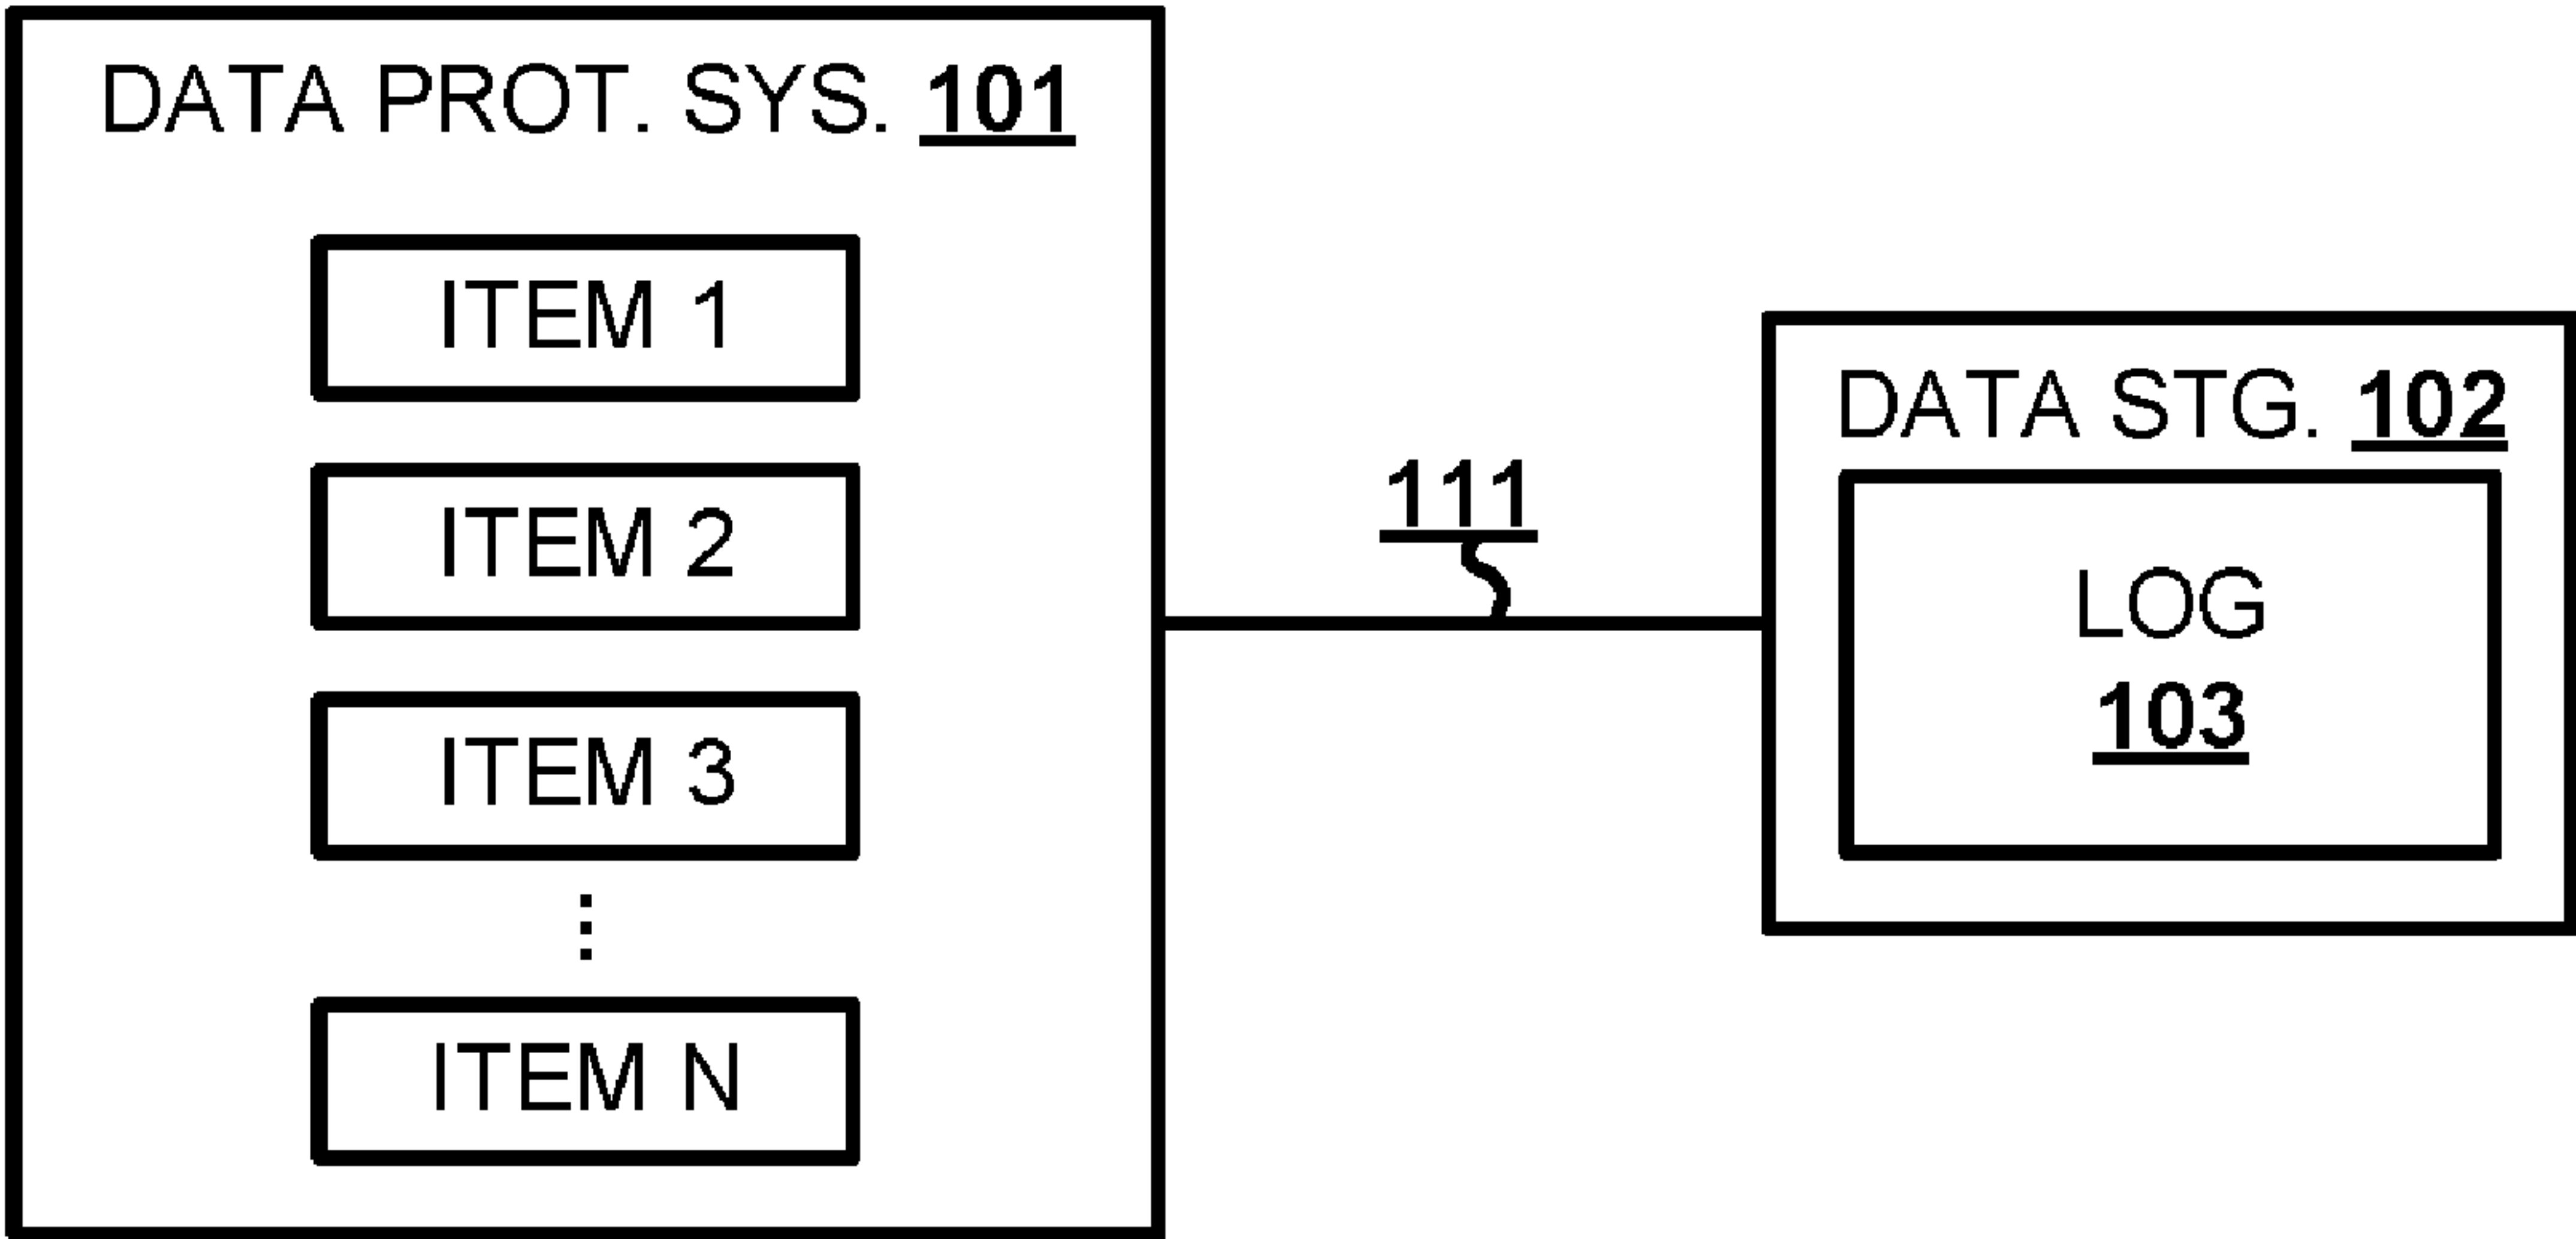 DATA PROT. SYS. 101
ITEM 1
ITEM 2
ITEM 3
⋮
ITEM N
111
DATA STG. 102
LOG
103